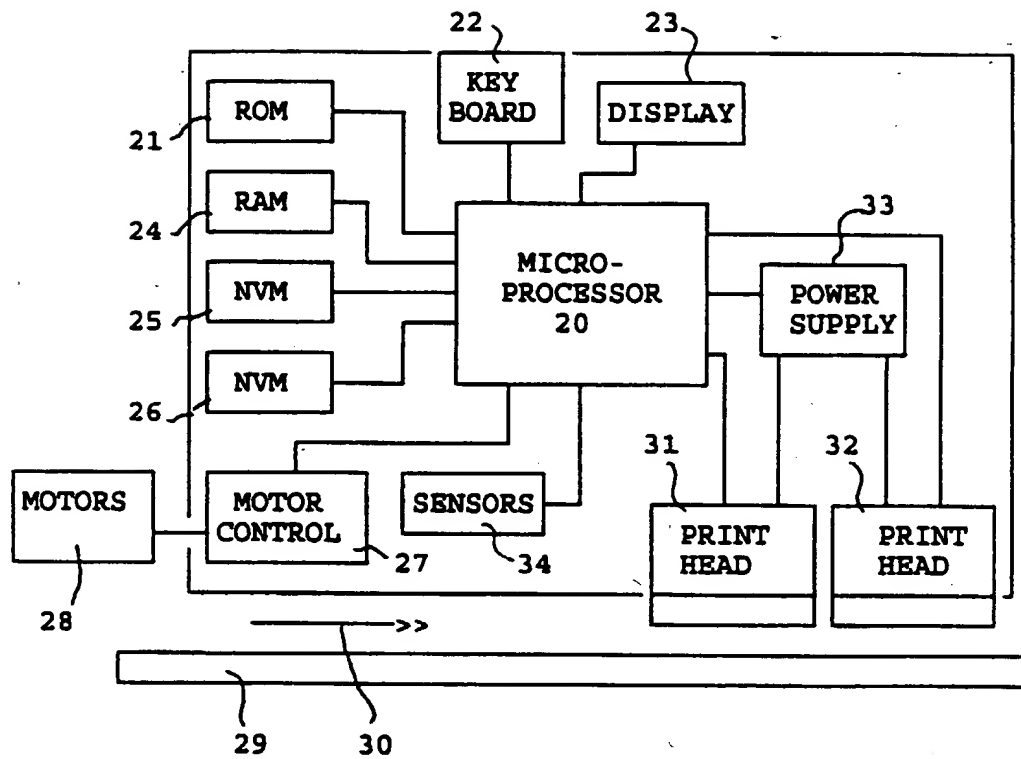 22
23
KEY
BOARD
DISPLAY
ROM
21
RAM
24
33
MICRO-
PROCESSOR
20
NVM
25
POWER
SUPPLY
NVM
26
31
32
MOTORS
MOTOR
CONTROL
SENSORS
PRINT
HEAD
PRINT
HEAD
27
34
28
>>
29
30